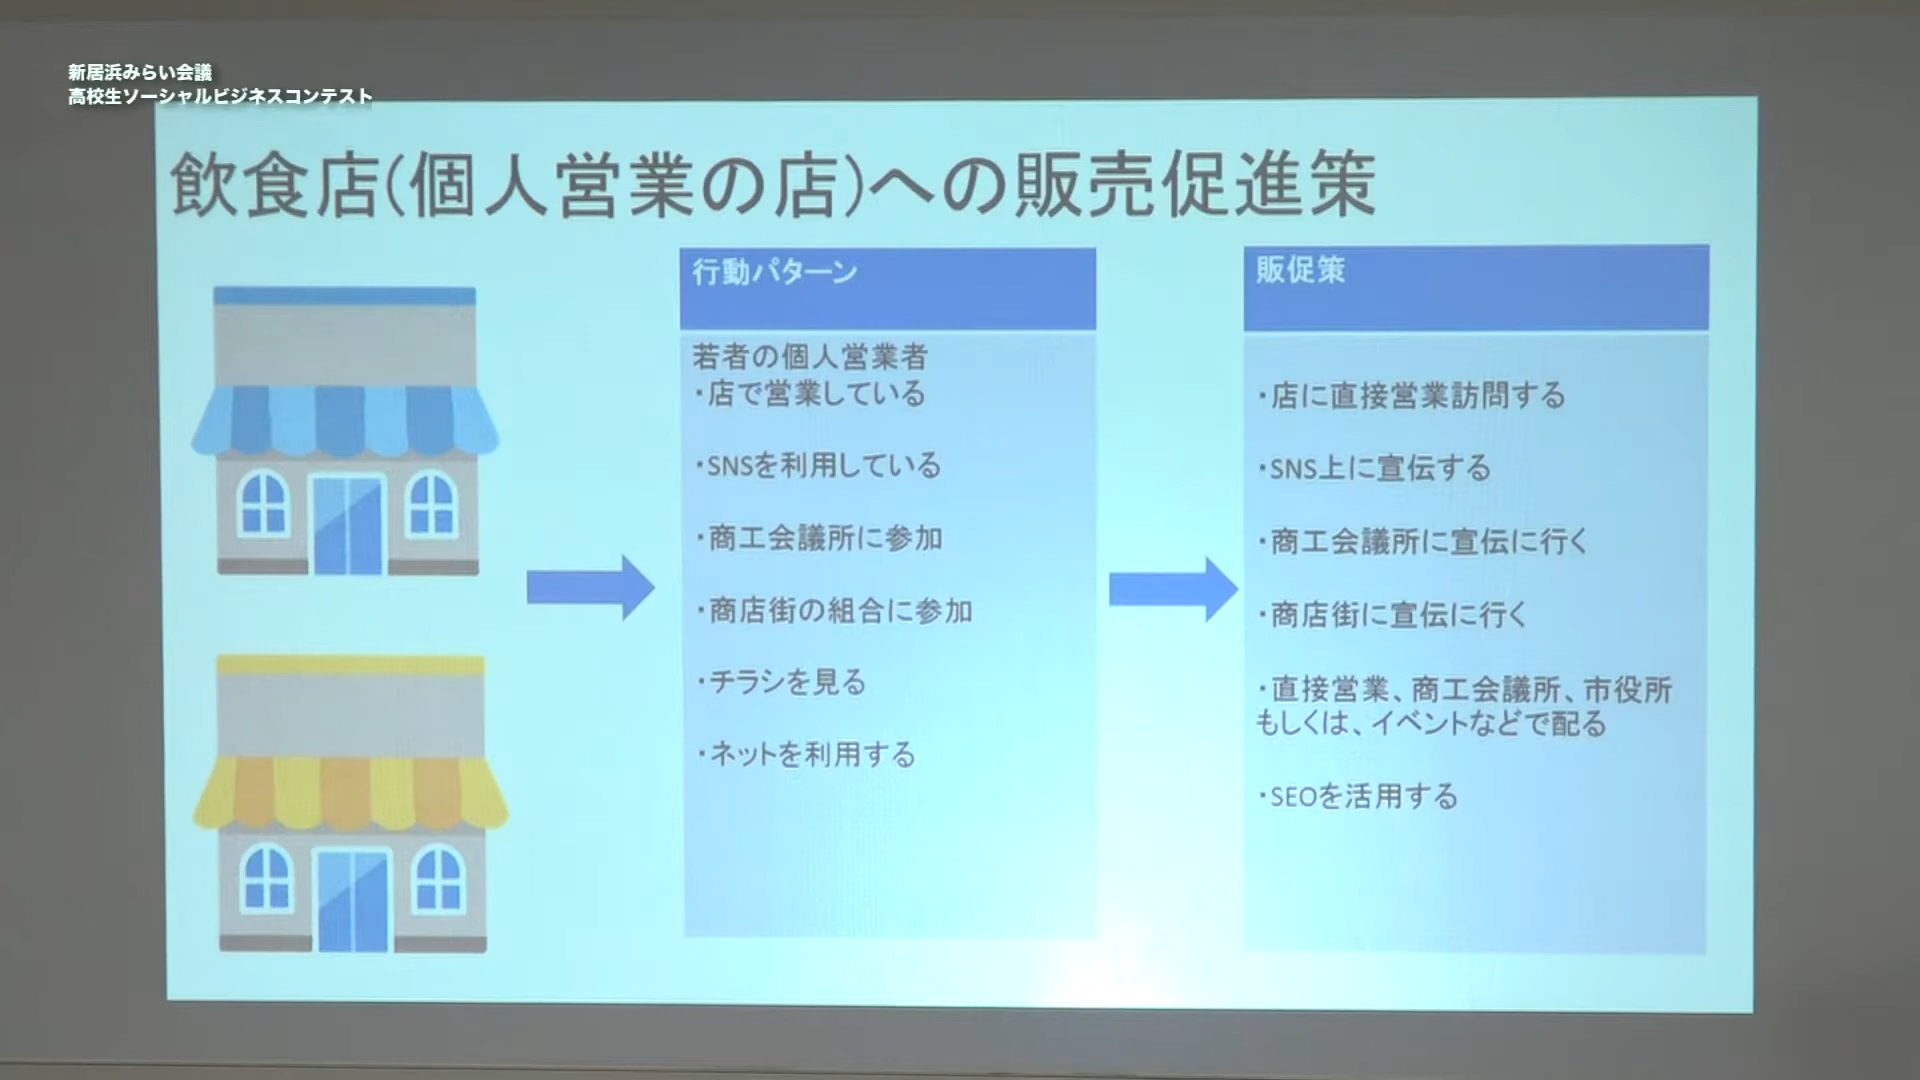 新居浜みらい会議
高校生ソーシャルビジネスコンテスト
飲食店(個人営業の店)への販売促進策
行動パターン
若者の個人営業者
・店で営業している
・SNSを利用している
・商工会議所に参加
・商店街の組合に参加
・チラシを見る
・ネットを利用する
販促策
・店に直接営業訪問する
・SNS上に宣伝する
・商工会議所に宣伝に行く
・商店街に宣伝に行く
・直接営業、商工会議所、市役所
もしくは、イベントなどで配る
・SEOを活用する